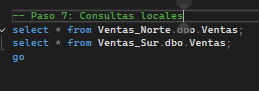 -- Paso 7: Consultas locales
select * from Ventas_Norte.dbo.Ventas;
select * from Ventas_Sur.dbo.Ventas;
go